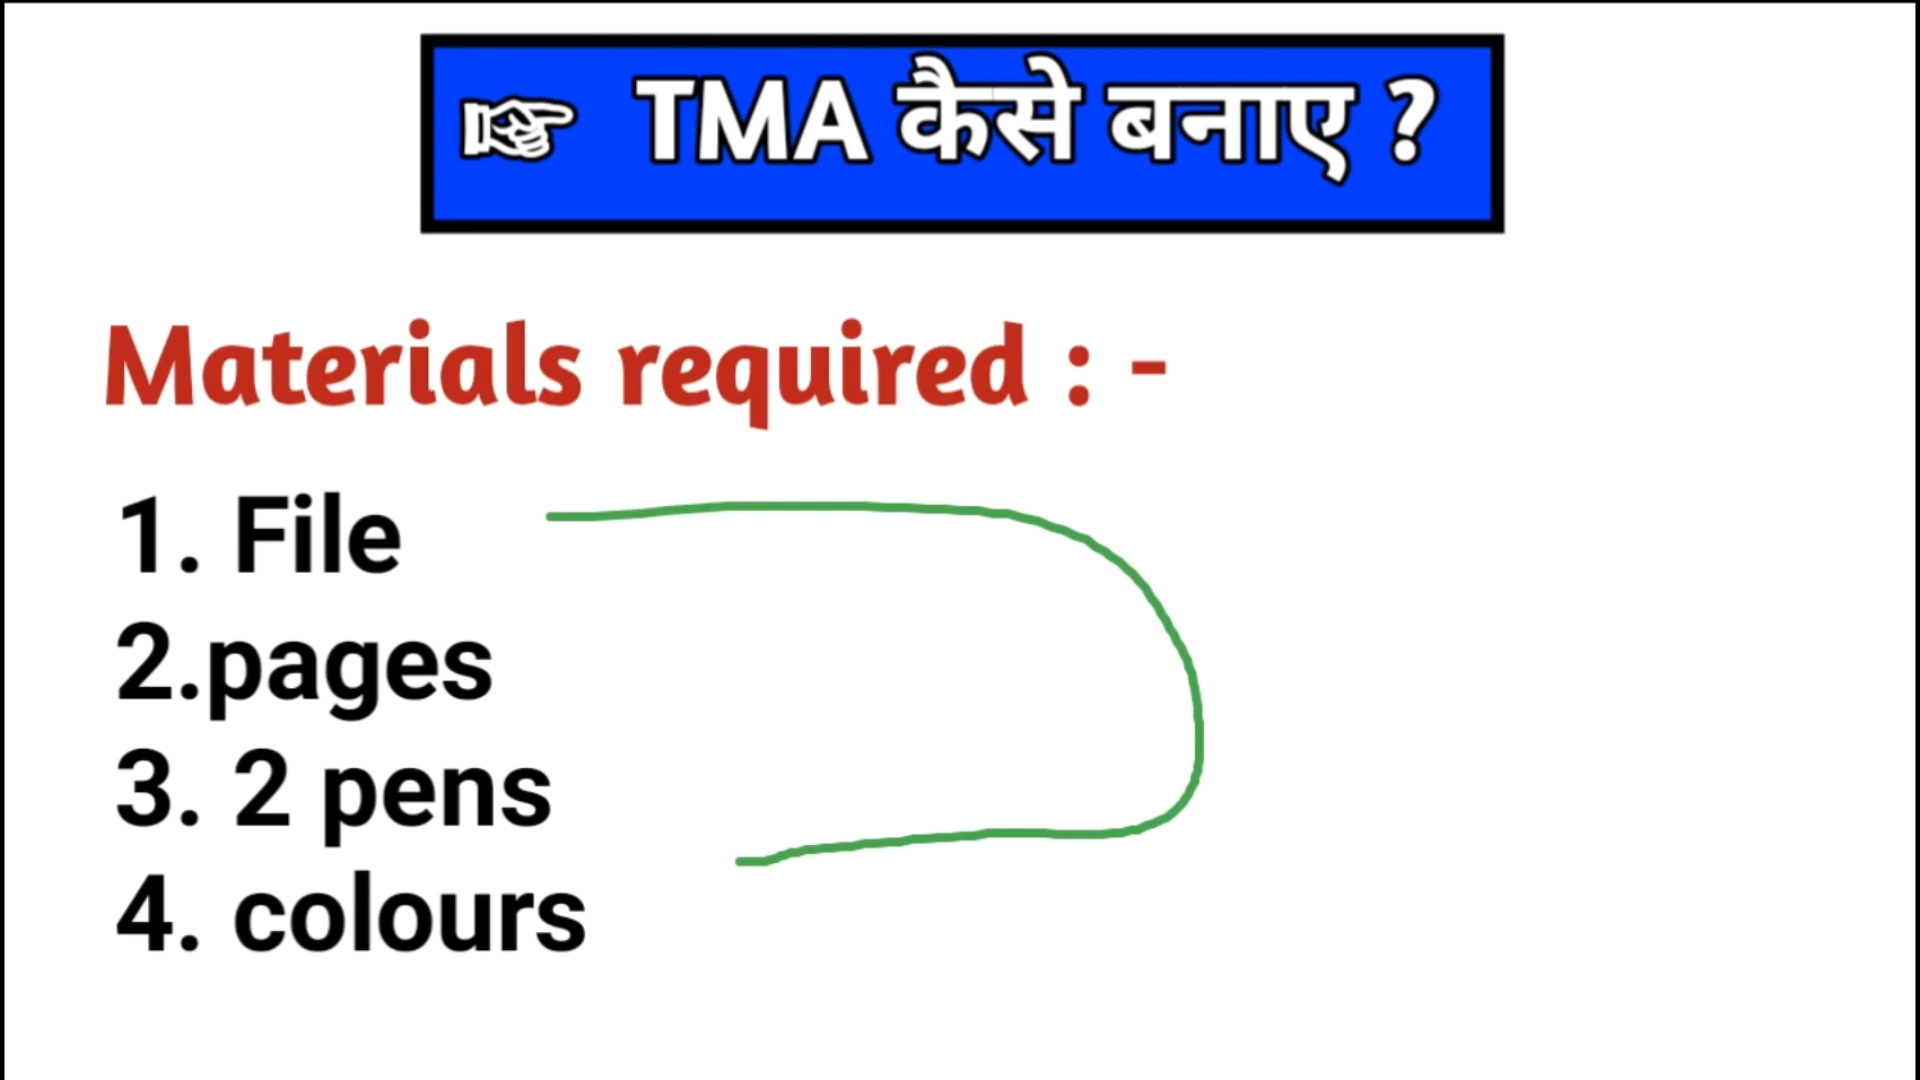 ☞ TMA कैसे बनाए ?
Materials required : -
1. File
2.pages
3. 2 pens
4. colours